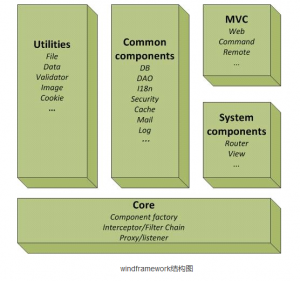 Utilities
File
Data
Validator
Image
Cookie
...
Common
components
DB
DAO
I18n
Security
Cache
Mail
Log
...
MVC
Web
Command
Remote
...
System
components
Router
View
...
Core
Component factory
Interceptor/Filter Chain
Proxy/listener
windframework结构图